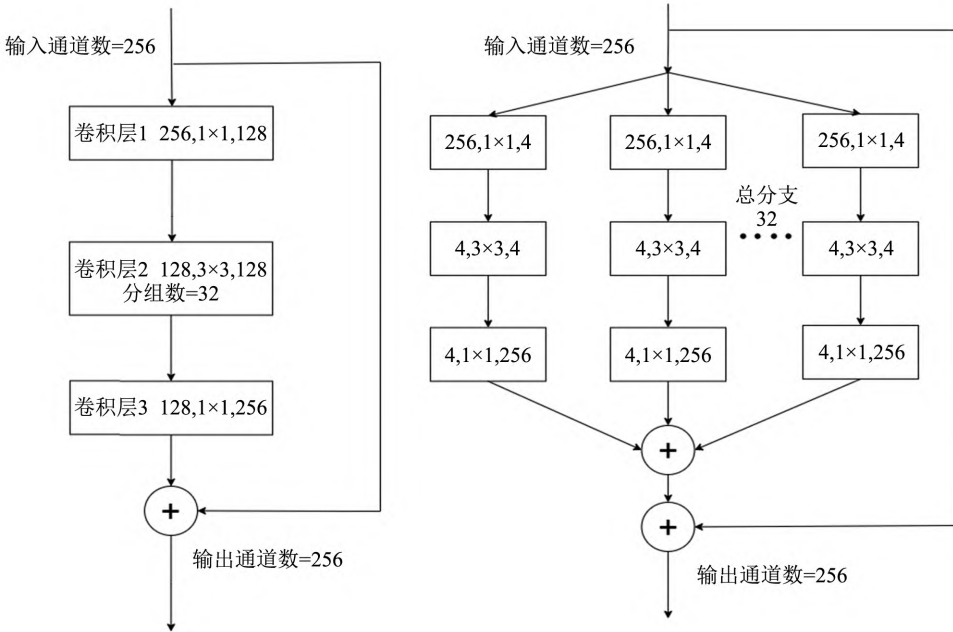 输入通道数=256
卷积层1 256,1×1,128
卷积层2 128,3×3,128
分组数=32
卷积层3 128,1×1,256
+
输出通道数=256
输入通道数=256
256,1×1,4
256,1×1,4
256,1×1,4
总分支
32
4,3×3,4
4,3×3,4
4,3×3,4
4,1×1,256
4,1×1,256
4,1×1,256
+
+
输出通道数=256